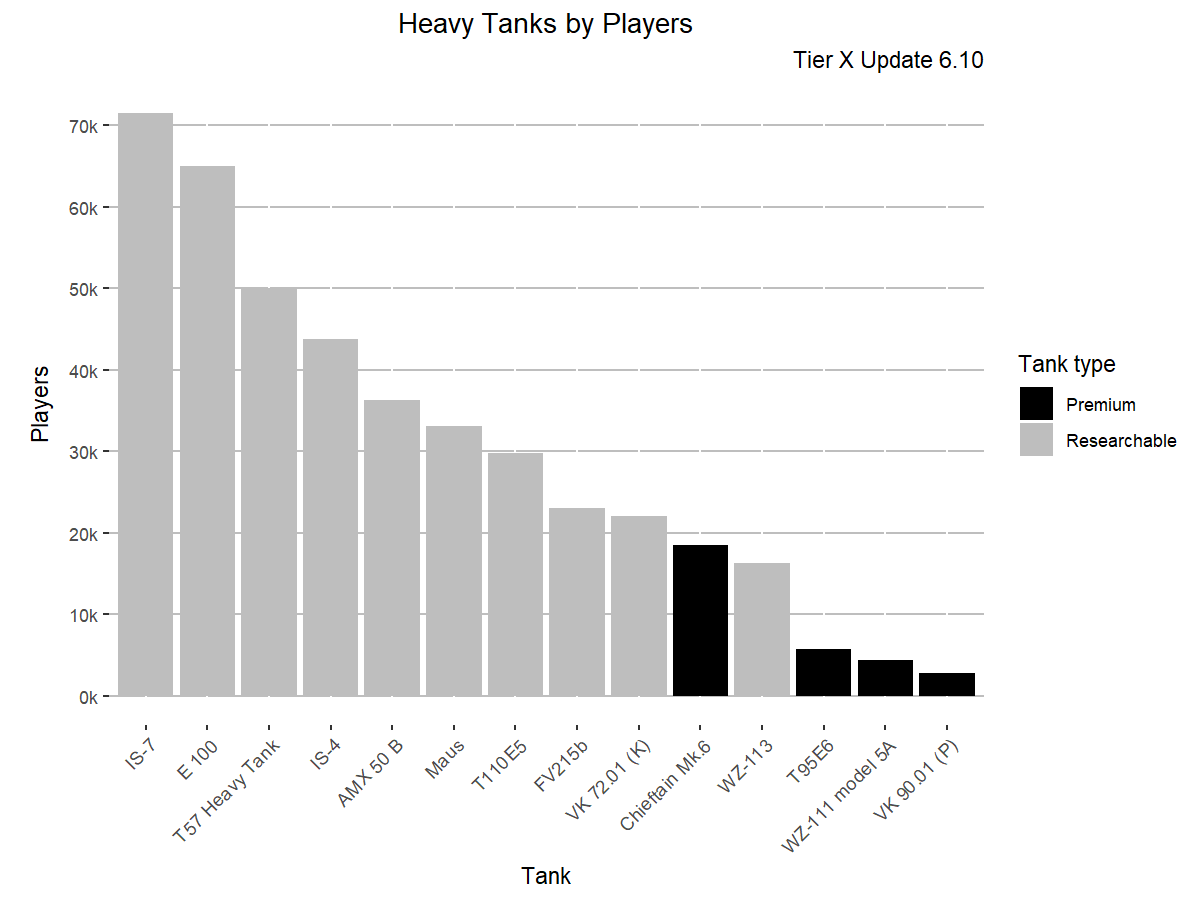 Heavy Tanks by Players
Tier X Update 6.10
Players
70k
60k
50k
40k
30k
20k
10k
0k
IS-7
E 100
T57 Heavy Tank
IS-4
AMX 50 B
Maus
T110E5
FV215b
VK 72.01 (K)
Chieftain Mk.6
WZ-113
T95E6
WZ-111 model 5A
VK 90.01 (P)
Tank
Tank type
Premium
Researchable